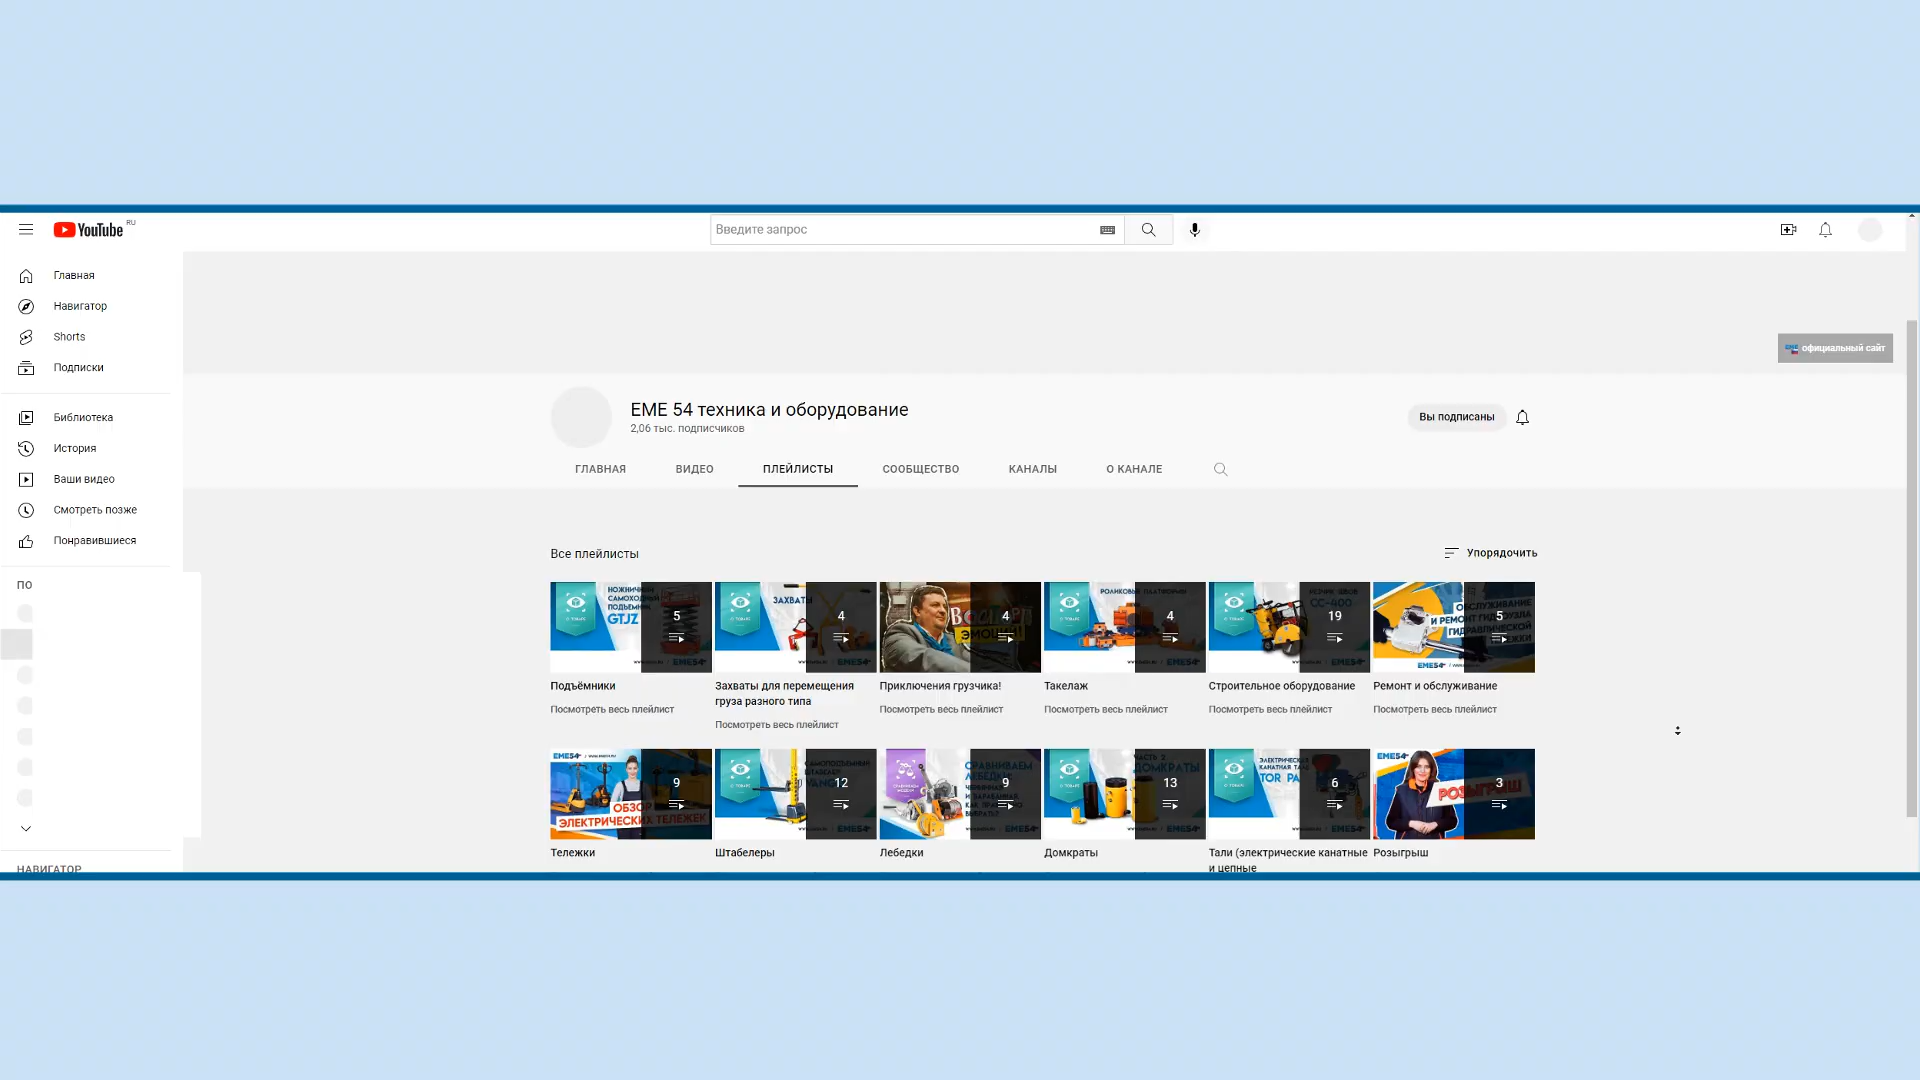 YouTube RU
Введите запрос
Главная
Навигатор
Shorts
Подписки
Библиотека
История
Ваши видео
Смотреть позже
Понравившиеся
ПО
НАВИГАТОР
официальный сайт
EME 54 техника и оборудование
2,06 тыс. подписчиков
Вы подписаны
ГЛАВНАЯ ВИДЕО ПЛЕЙЛИСТЫ СООБЩЕСТВО КАНАЛЫ О КАНАЛЕ
Все плейлисты
Упорядочить
5 4 4 4 19 5
Подъёмники
Посмотреть весь плейлист
Захваты для перемещения
груза разного типа
Посмотреть весь плейлист
Приключения грузчика!
Посмотреть весь плейлист
Такелаж
Посмотреть весь плейлист
Строительное оборудование
Посмотреть весь плейлист
Ремонт и обслуживание
Посмотреть весь плейлист
ОБЗОР
ЭЛЕКТРИЧЕСКИХ ТЕЛЕЖЕК
РОЗЫГРЫШ
9 12 9 13 6 3
Тележки
Штабелеры
Лебедки
Домкраты
Тали (электрические канатные
и цепные
Розыгрыш